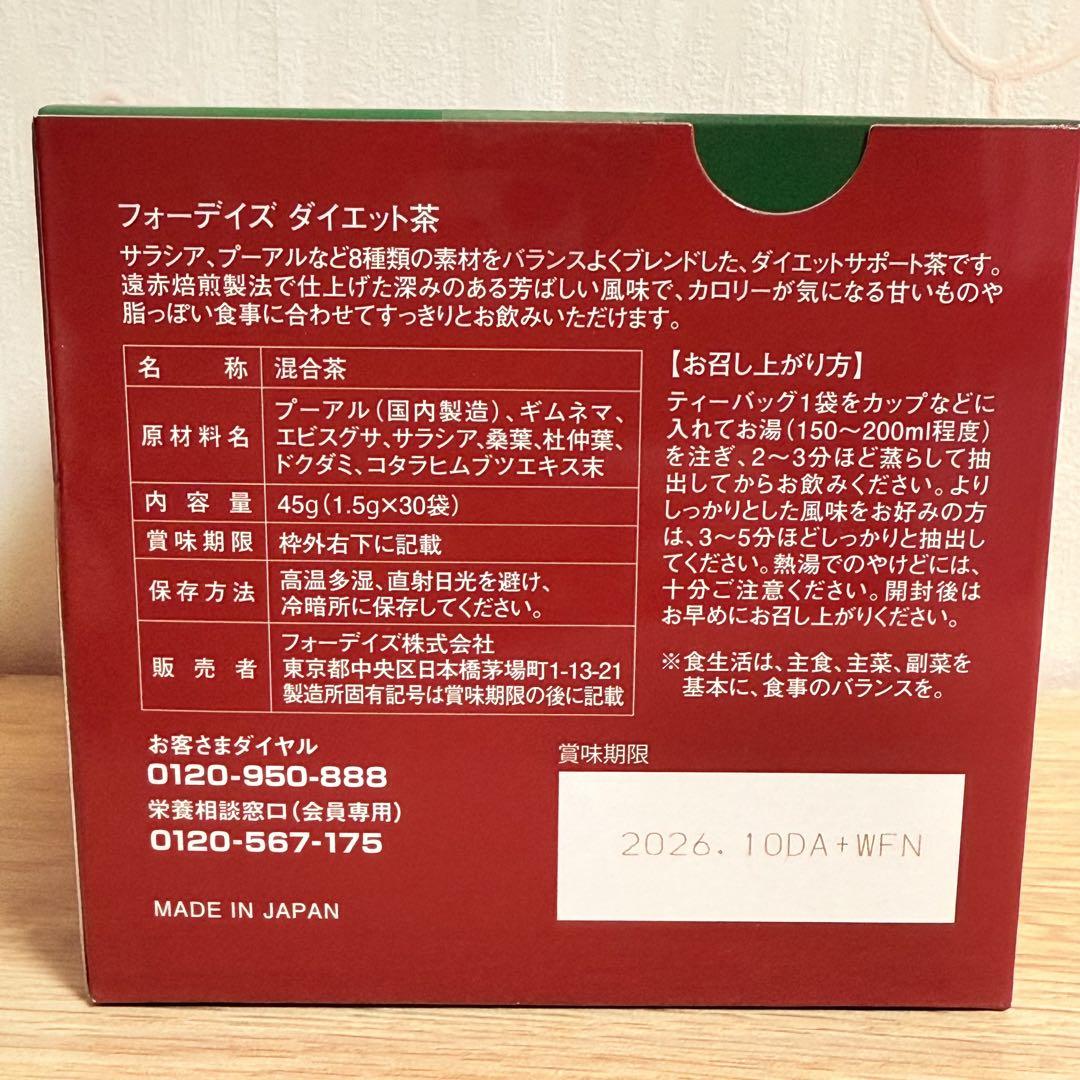 フォーデイズ ダイエット茶
サラシア、プーアルなど8種類の素材をバランスよくブレンドした、ダイエットサポート茶です。
遠赤焙煎製法で仕上げた深みのある芳ばしい風味で、カロリーが気になる甘いものや
脂っぽい食事に合わせてすっきりとお飲みいただけます。
名称 混合茶
原材料名 プーアル（国内製造）、ギムネマ、
エビスグサ、サラシア、桑葉、杜仲葉、
ドクダミ、コタラヒムブツエキス末
内容量 45g（1.5g×30袋）
賞味期限 枠外右下に記載
保存方法 高温多湿、直射日光を避け、
冷暗所に保存してください。
販売者 フォーデイズ株式会社
東京都中央区日本橋茅場町1-13-21
製造所固有記号は賞味期限の後に記載
【お召し上がり方】
ティーバッグ1袋をカップなどに
入れてお湯（150〜200ml程度）
を注ぎ、2〜3分ほど蒸らして抽
出してからお飲みください。より
しっかりとした風味をお好みの方
は、3〜5分ほどしっかりと抽出し
てください。熱湯でのやけどには、
十分ご注意ください。開封後は
お早めにお召し上がりください。
※食生活は、主食、主菜、副菜を
基本に、食事のバランスを。
お客さまダイヤル
0120-950-888
栄養相談窓口（会員専用）
0120-567-175
MADE IN JAPAN
賞味期限
2026.10DA+WFN